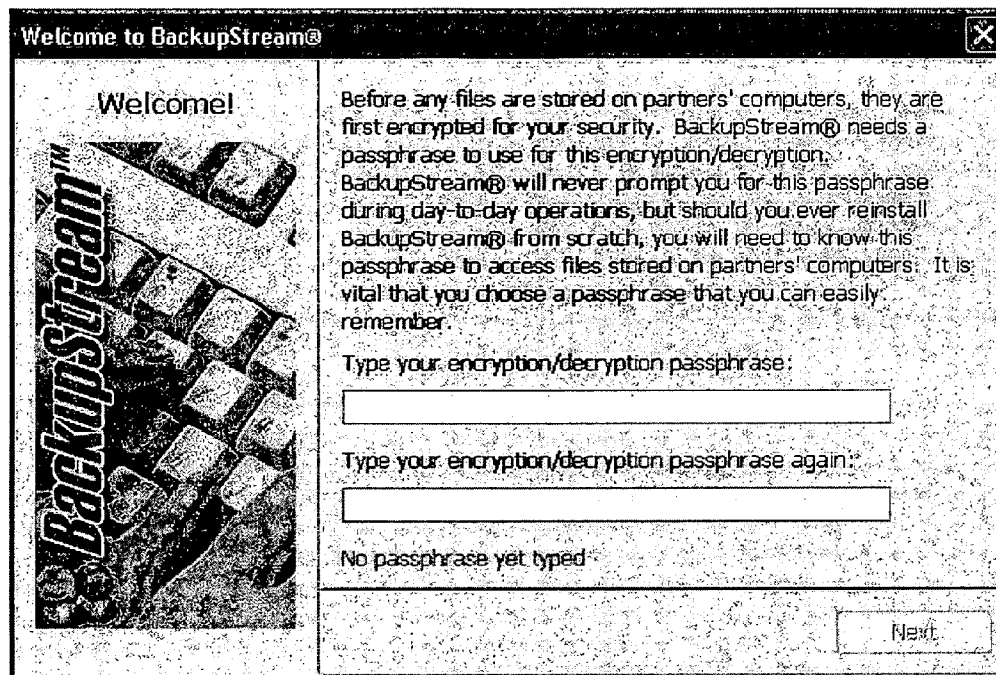 Welcome to BackupStream®
Welcome!
BackupStream™
Before any files are stored on partners' computers, they are
first encrypted for your security. BackupStream® needs a
passphrase to use for this encryption/decryption.
BackupStream® will never prompt you for this passphrase
during day-to-day operations, but should you ever reinstall
BackupStream® from scratch, you will need to know this
passphrase to access files stored on partners' computers. It is
vital that you choose a passphrase that you can easily
remember.
Type your encryption/decryption passphrase:
Type your encryption/decryption passphrase again:
No passphrase yet typed
Next